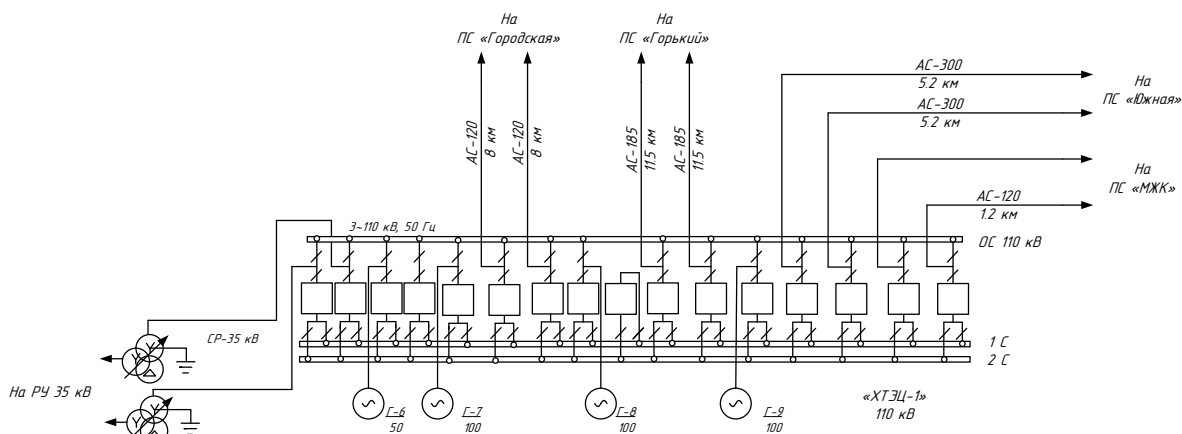 На
ПС «Городская»
На
ПС «Горький»
АС-120
8 км
АС-120
8 км
АС-185
11.5 км
АС-185
11.5 км
АС-300
5.2 км
АС-300
5.2 км
На
ПС «Южная»
На
ПС «МЖК»
АС-120
1.2 км
3~110 кВ, 50 Гц
ОС 110 кВ
СР-35 кВ
1 С
2 С
На РУ 35 кВ
Г-6
50
Г-7
100
Г-8
100
Г-9
100
«ХТЭЦ-1»
110 кВ